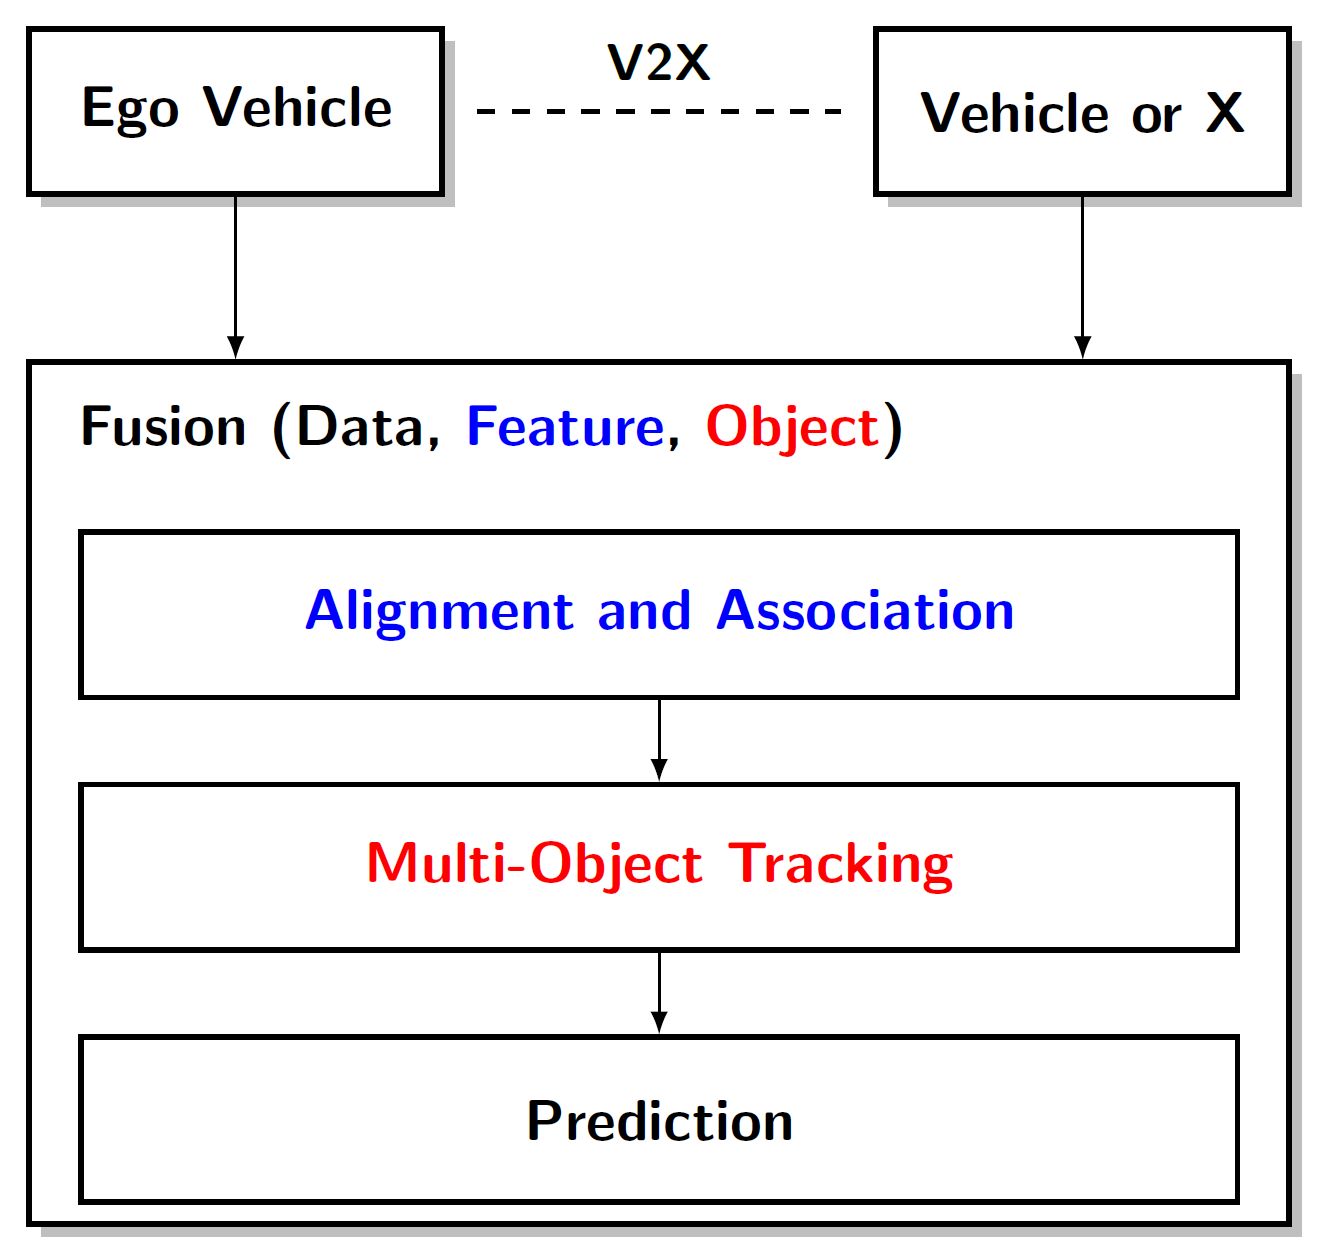 V2X
Ego Vehicle
Vehicle or X
Fusion (Data, Feature, Object)
Alignment and Association
Multi-Object Tracking
Prediction